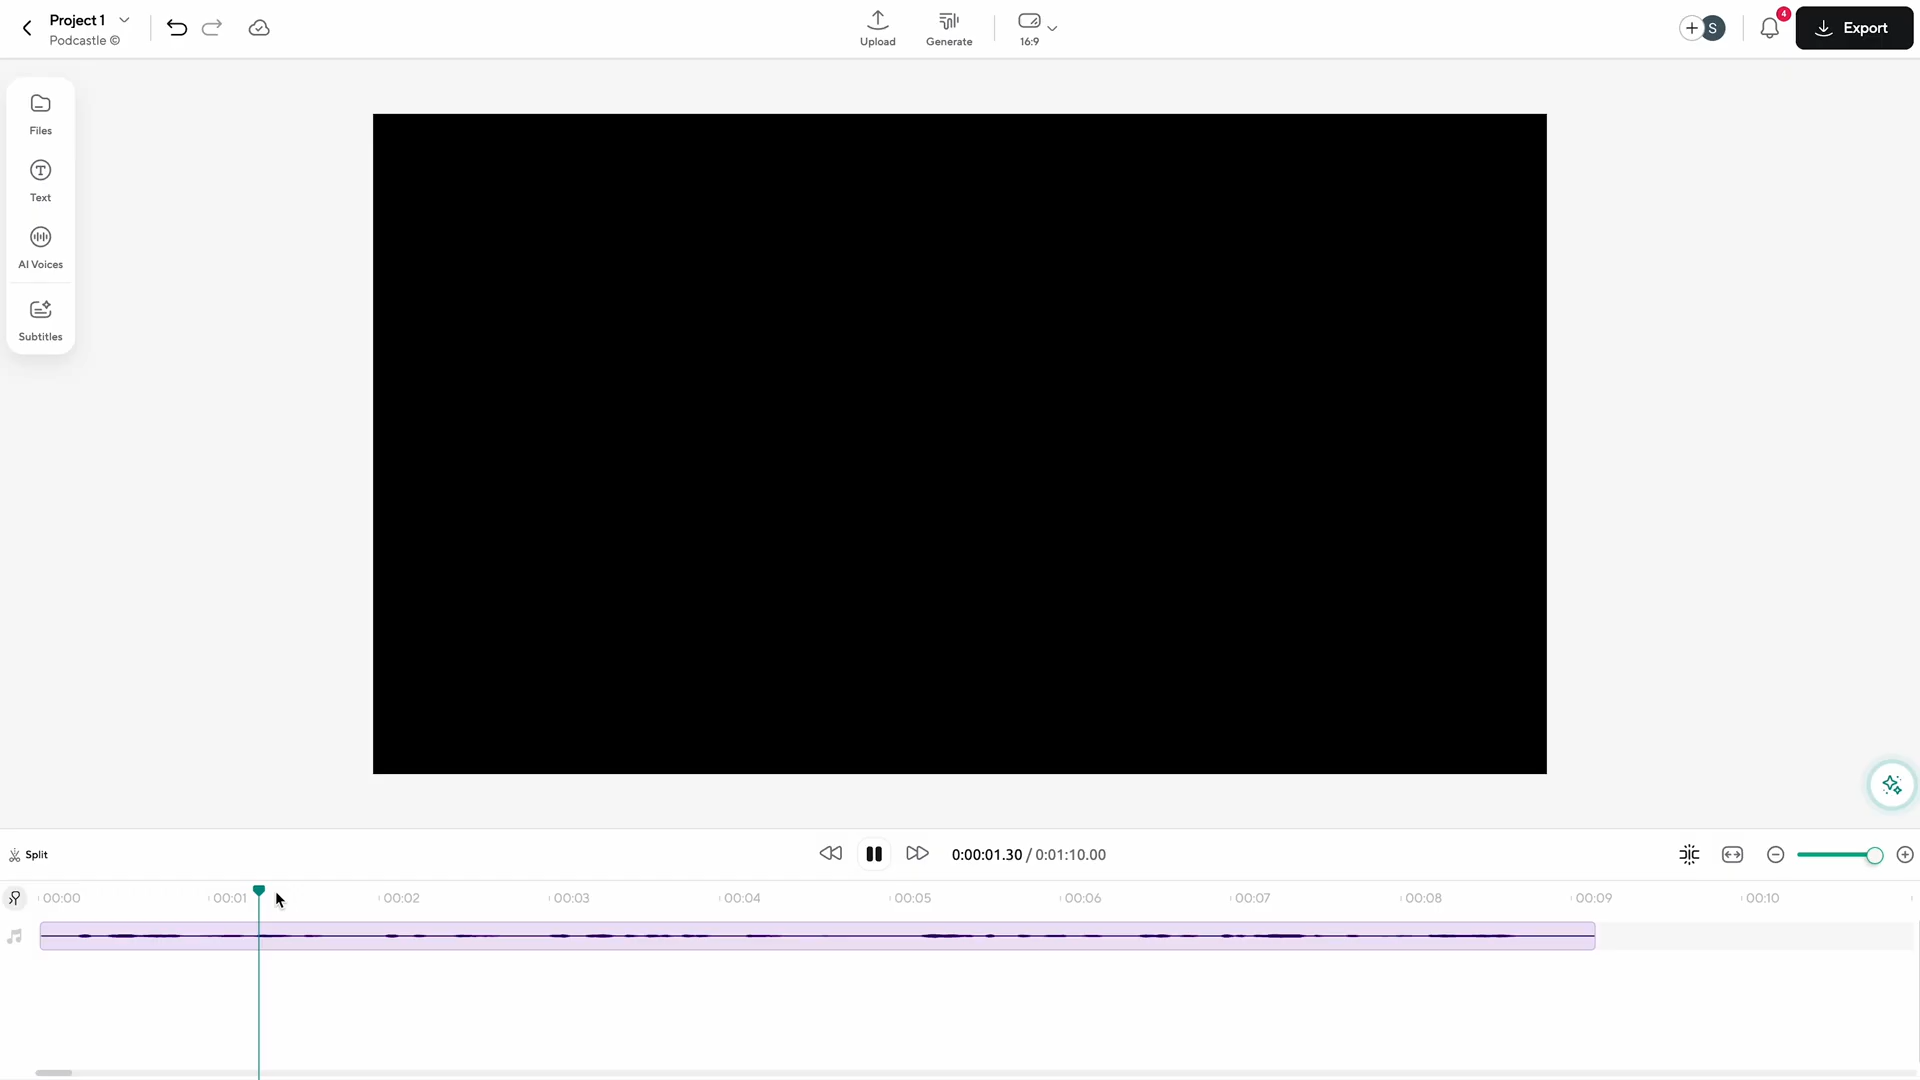 Project 1
Podcastle ©
Upload
Generate
16:9
S
4
Export
Files
Text
AI Voices
Subtitles
Split
0:00:01.30 / 0:01:10.00
00:00 00:01 00:02 00:03 00:04 00:05 00:06 00:07 00:08 00:09 00:10